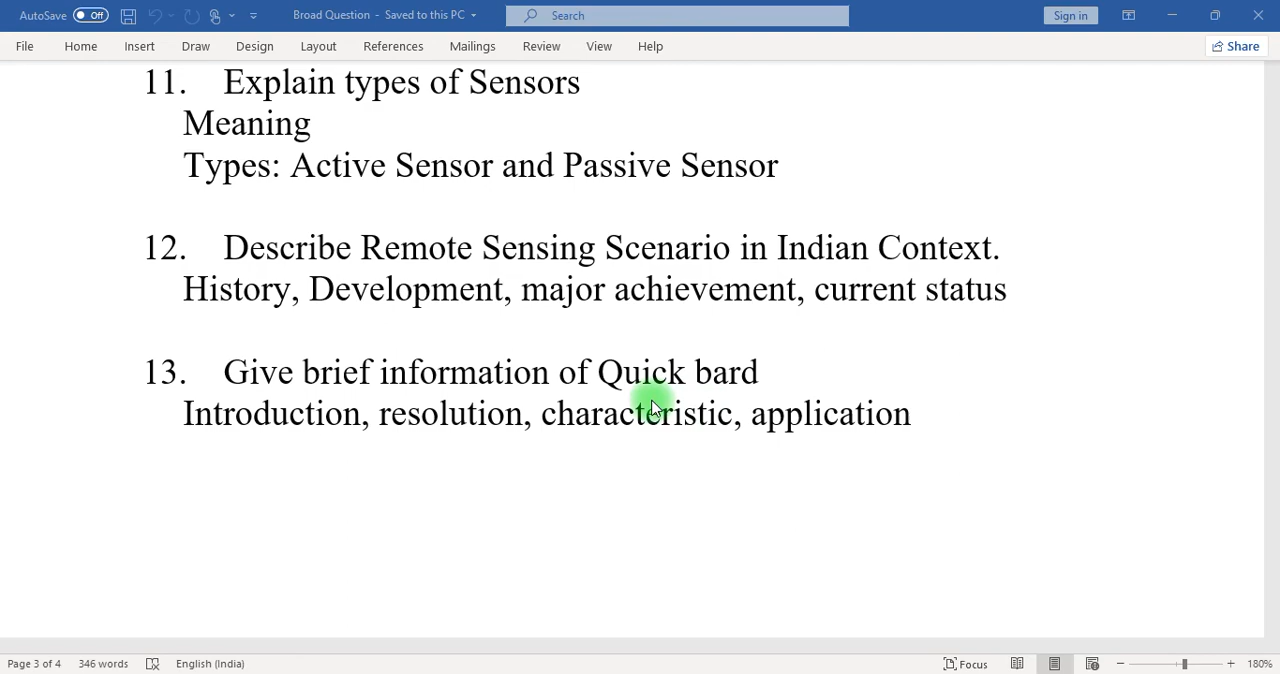 AutoSave Off Broad Question - Saved to this PC Search Sign in
File Home Insert Draw Design Layout References Mailings Review View Help Share
11. Explain types of Sensors
Meaning
Types: Active Sensor and Passive Sensor
12. Describe Remote Sensing Scenario in Indian Context.
History, Development, major achievement, current status
13. Give brief information of Quick bard
Introduction, resolution, characteristic, application
Page 3 of 4 346 words English (India) Focus 180%